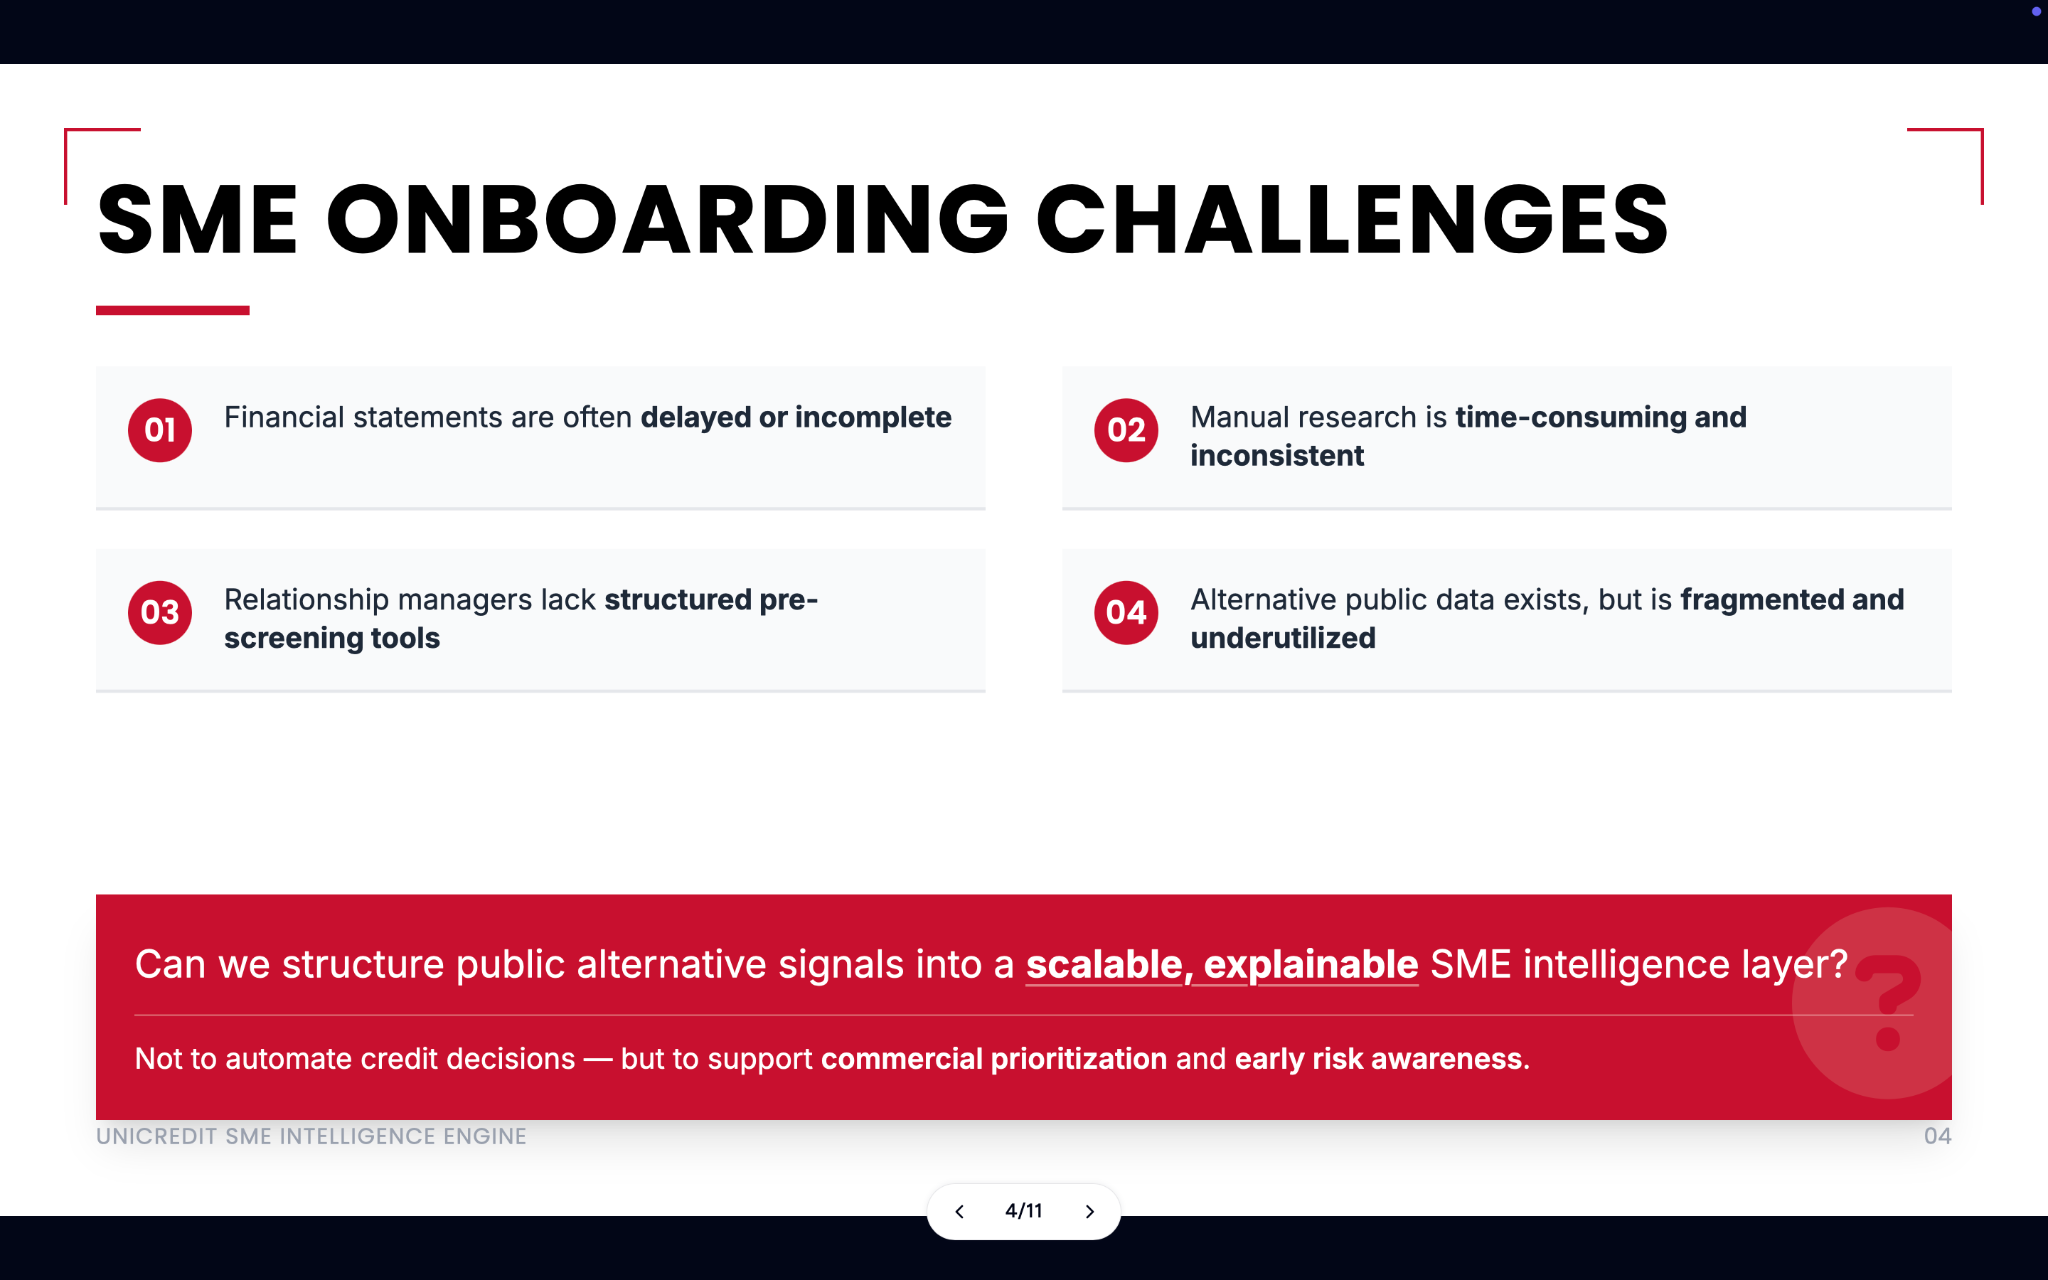 SME ONBOARDING CHALLENGES
01
Financial statements are often delayed or incomplete
02
Manual research is time-consuming and
inconsistent
03
Relationship managers lack structured pre-
screening tools
04
Alternative public data exists, but is fragmented and
underutilized
Can we structure public alternative signals into a scalable, explainable SME intelligence layer?
?
Not to automate credit decisions — but to support commercial prioritization and early risk awareness.
UNICREDIT SME INTELLIGENCE ENGINE
04
4/11